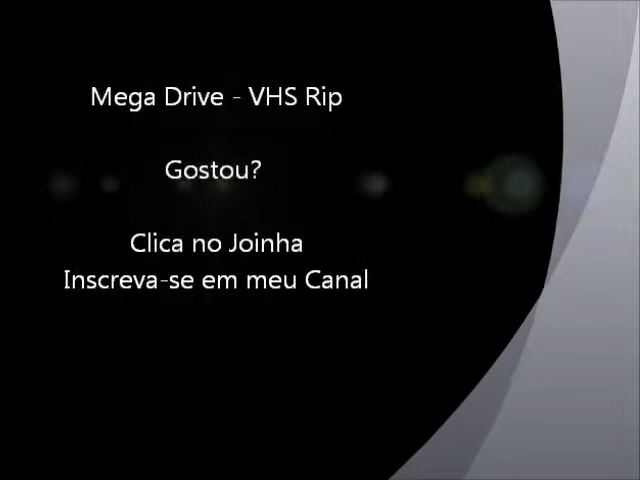 Mega Drive - VHS Rip
Gostou?
Clica no Joinha
Inscreva-se em meu Canal